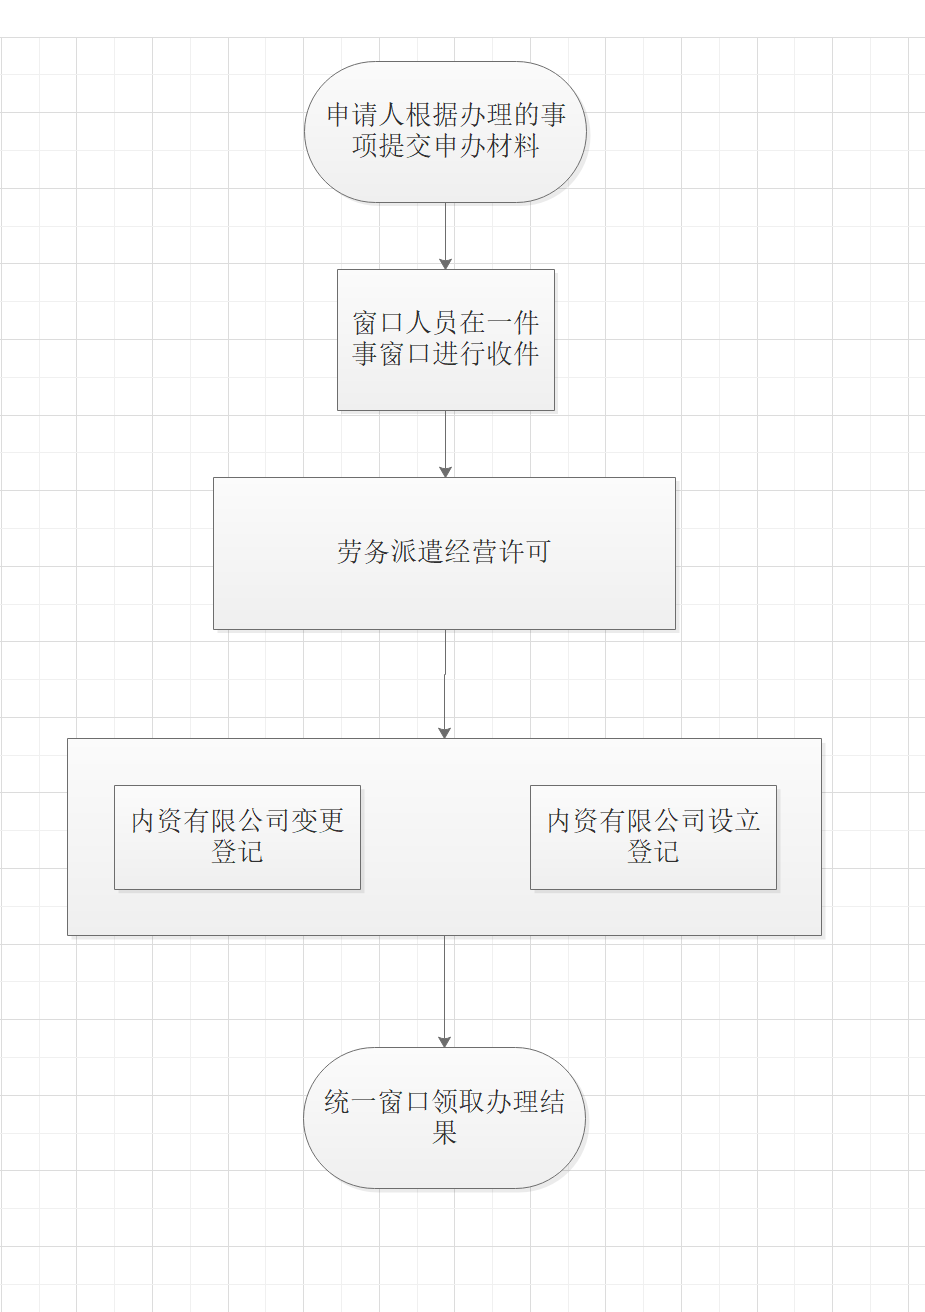 申请人根据办理的事
项提交申办材料
窗口人员在一件
事窗口进行收件
劳务派遣经营许可
内资有限公司变更
登记
内资有限公司设立
登记
统一窗口领取办理结
果